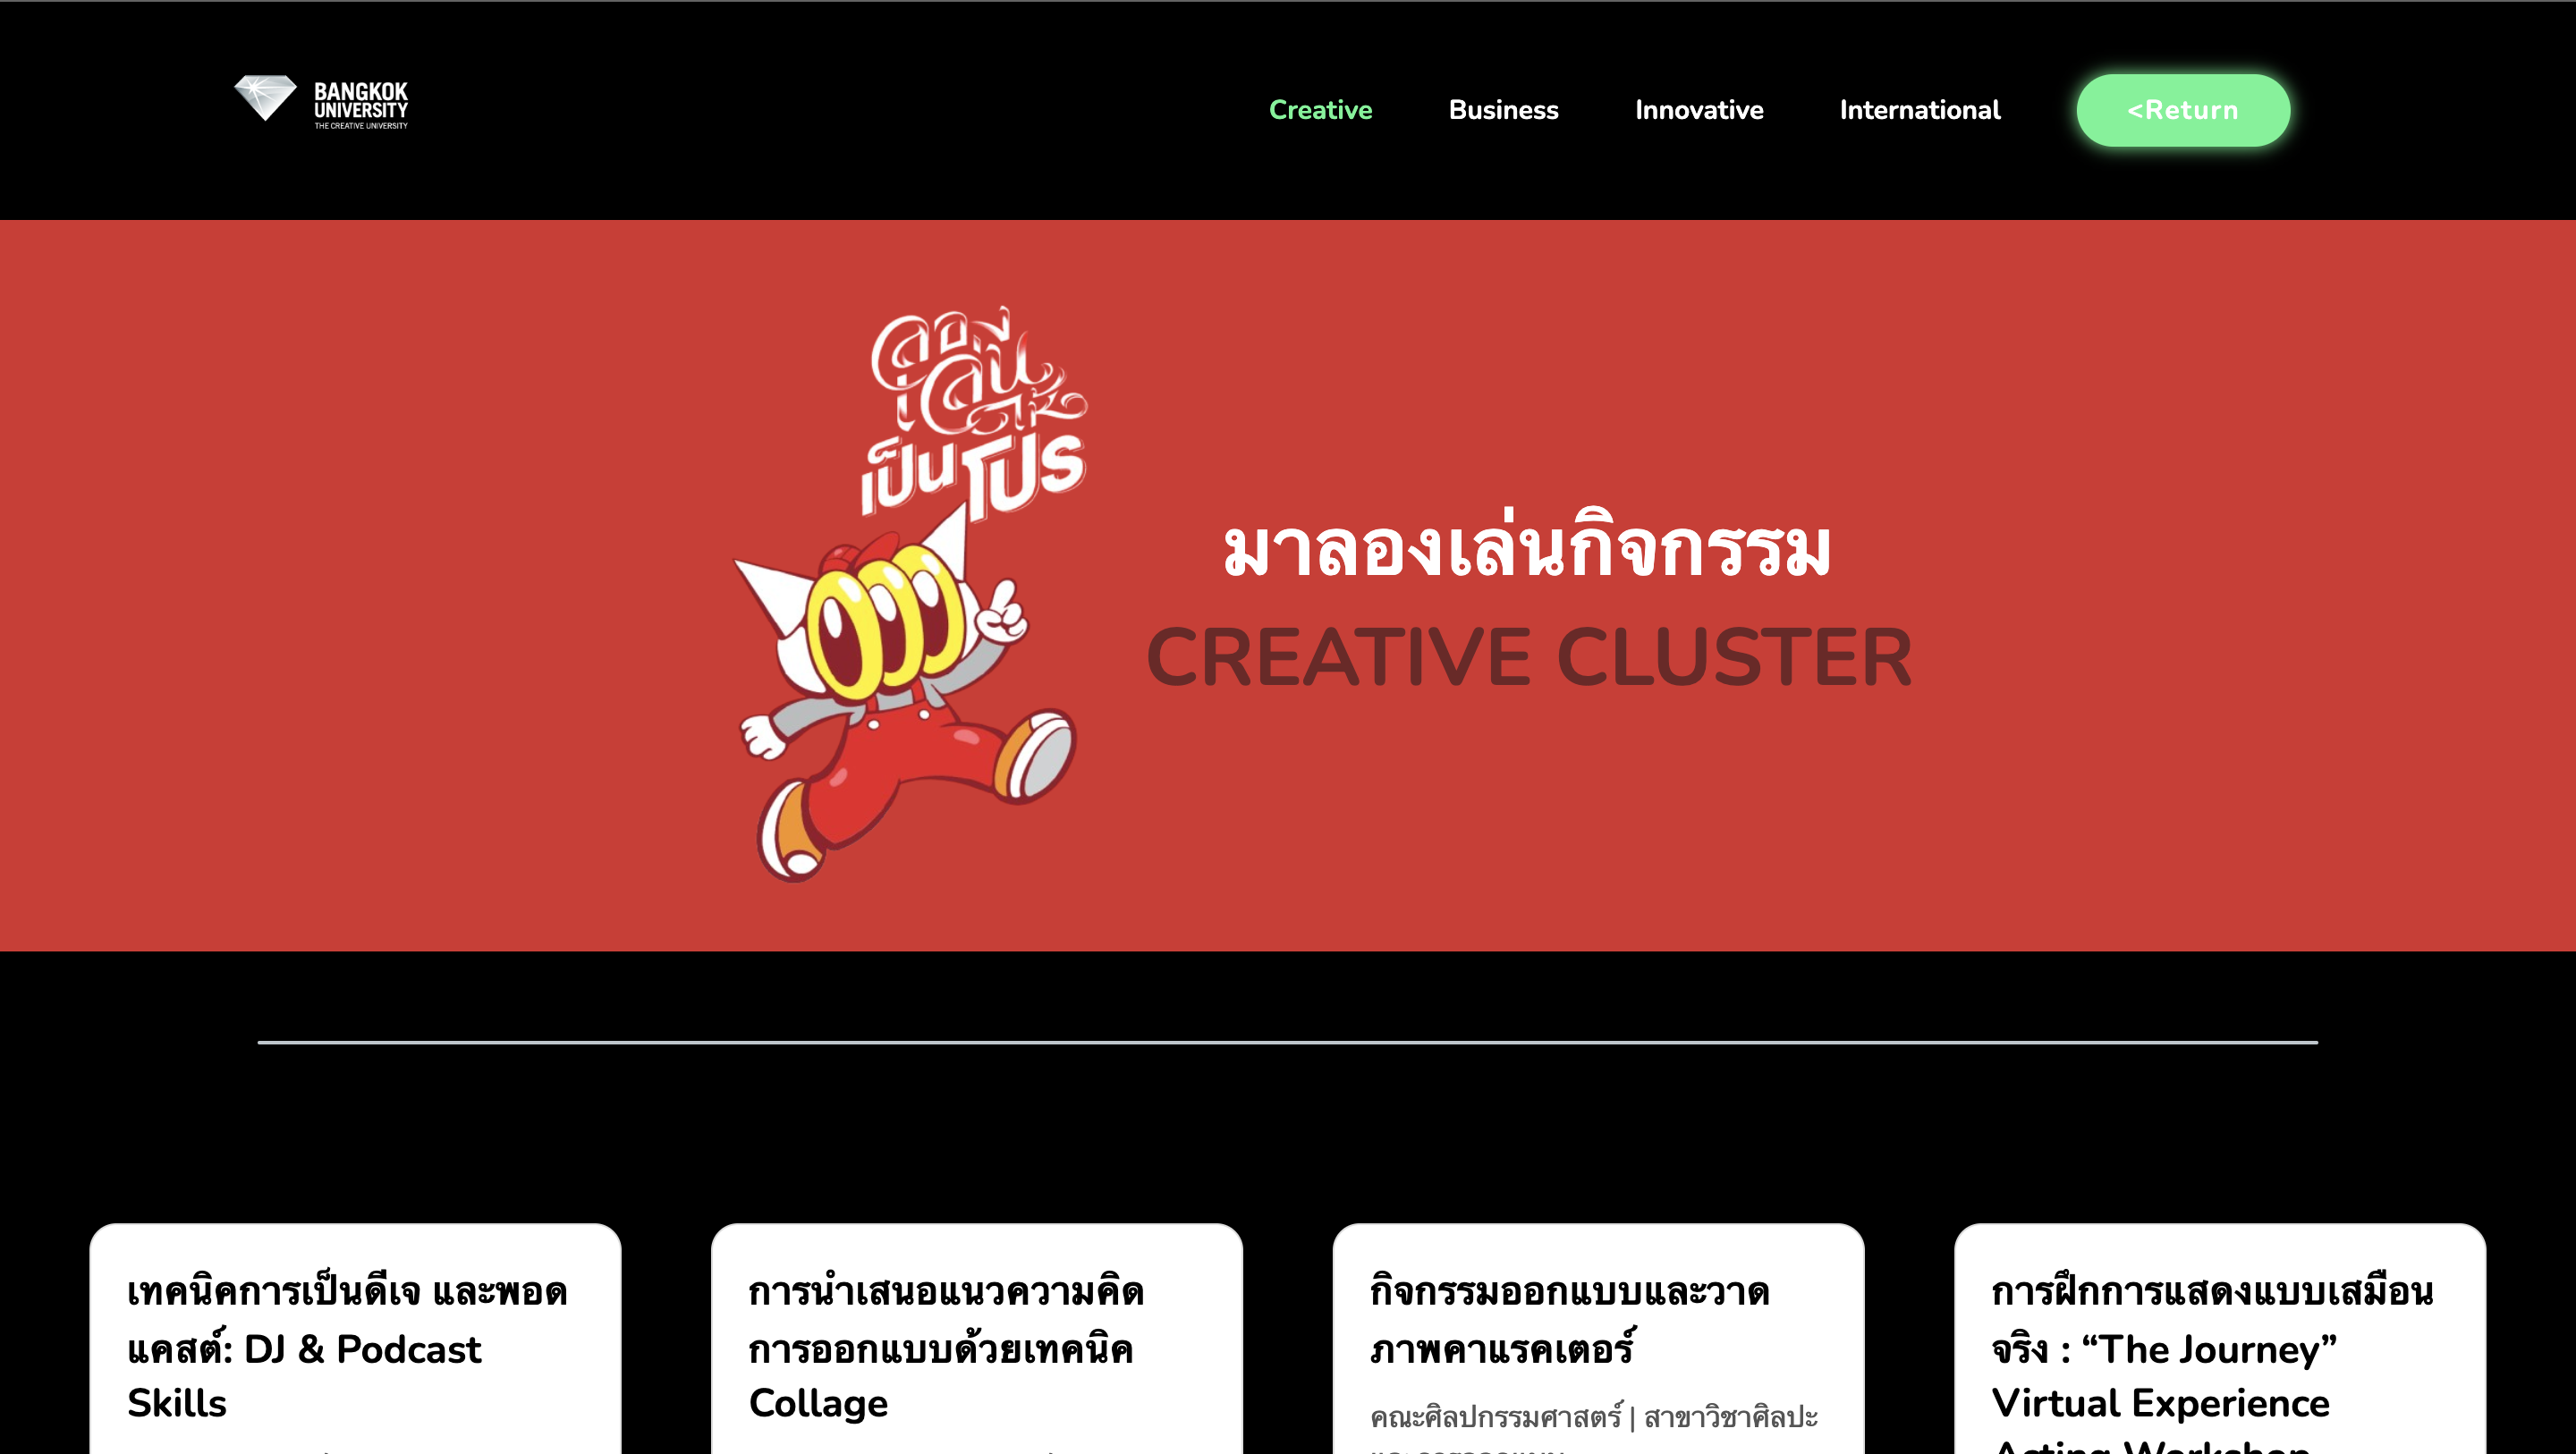 BANGKOK
UNIVERSITY
THE CREATIVE UNIVERSITY
Creative
Business
Innovative
International
<Return
ลอง
เล่น
ให้
เป็นโปร
มาลองเล่นกิจกรรม
CREATIVE CLUSTER
เทคนิคการเป็นดีเจ และพอด
แคสต์: DJ & Podcast
Skills
การนำเสนอแนวความคิด
การออกแบบด้วยเทคนิค
Collage
กิจกรรมออกแบบและวาด
ภาพคาแรคเตอร์
คณะศิลปกรรมศาสตร์ | สาขาวิชาศิลปะ
การฝึกการแสดงแบบเสมือน
จริง : “The Journey”
Virtual Experience
Acting Workshop